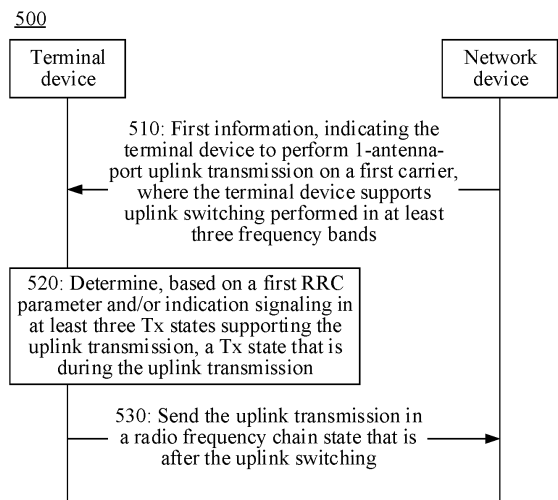 500
Terminal
device
Network
device
510: First information, indicating the
terminal device to perform 1-antenna-
port uplink transmission on a first carrier,
where the terminal device supports
uplink switching performed in at least
three frequency bands
520: Determine, based on a first RRC
parameter and/or indication signaling in
at least three Tx states supporting the
uplink transmission, a Tx state that is
during the uplink transmission
530: Send the uplink transmission in
a radio frequency chain state that is
after the uplink switching